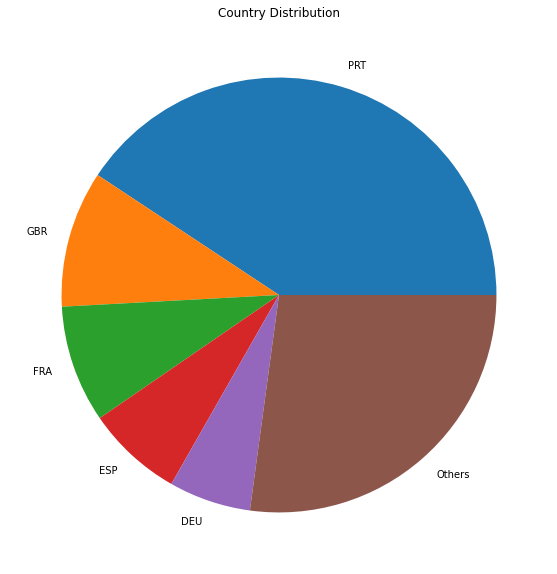 Country Distribution
PRT
GBR
FRA
ESP
DEU
Others